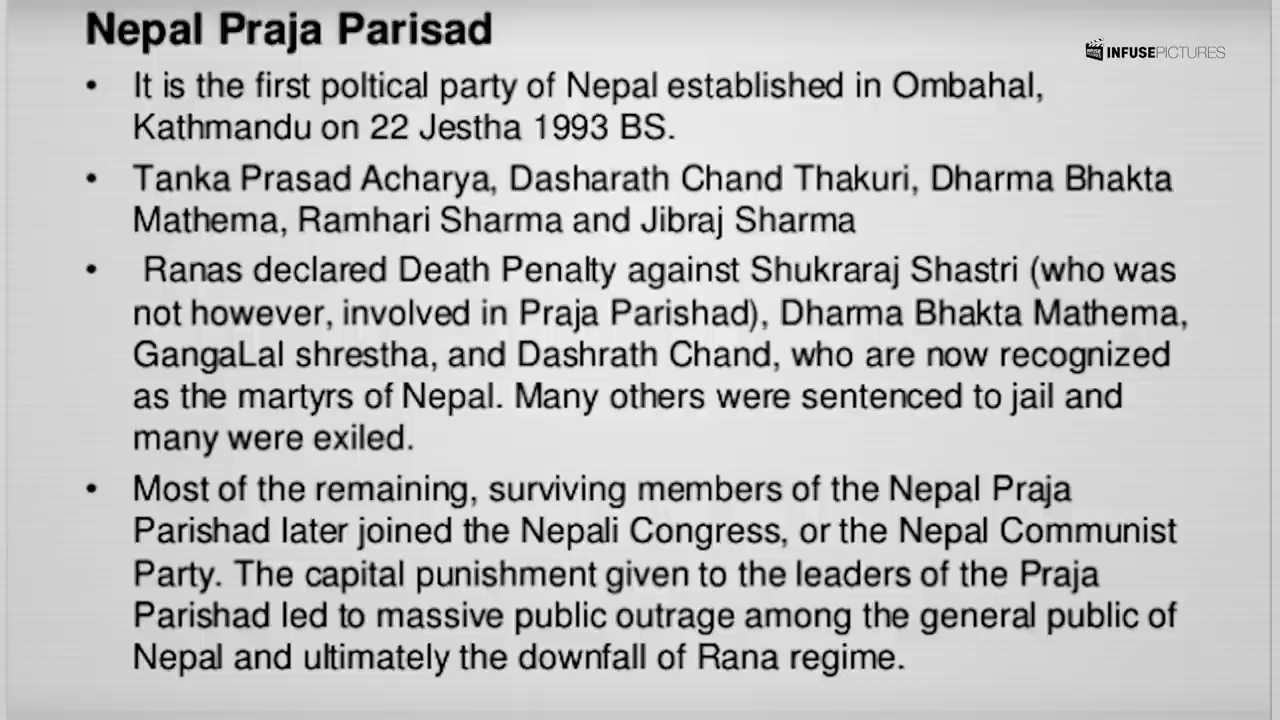 Nepal Praja Parisad
INFUSEPICTURES
• It is the first poltical party of Nepal established in Ombahal,
Kathmandu on 22 Jestha 1993 BS.
• Tanka Prasad Acharya, Dasharath Chand Thakuri, Dharma Bhakta
Mathema, Ramhari Sharma and Jibraj Sharma
• Ranas declared Death Penalty against Shukraraj Shastri (who was
not however, involved in Praja Parishad), Dharma Bhakta Mathema,
GangaLal shrestha, and Dashrath Chand, who are now recognized
as the martyrs of Nepal. Many others were sentenced to jail and
many were exiled.
• Most of the remaining, surviving members of the Nepal Praja
Parishad later joined the Nepali Congress, or the Nepal Communist
Party. The capital punishment given to the leaders of the Praja
Parishad led to massive public outrage among the general public of
Nepal and ultimately the downfall of Rana regime.